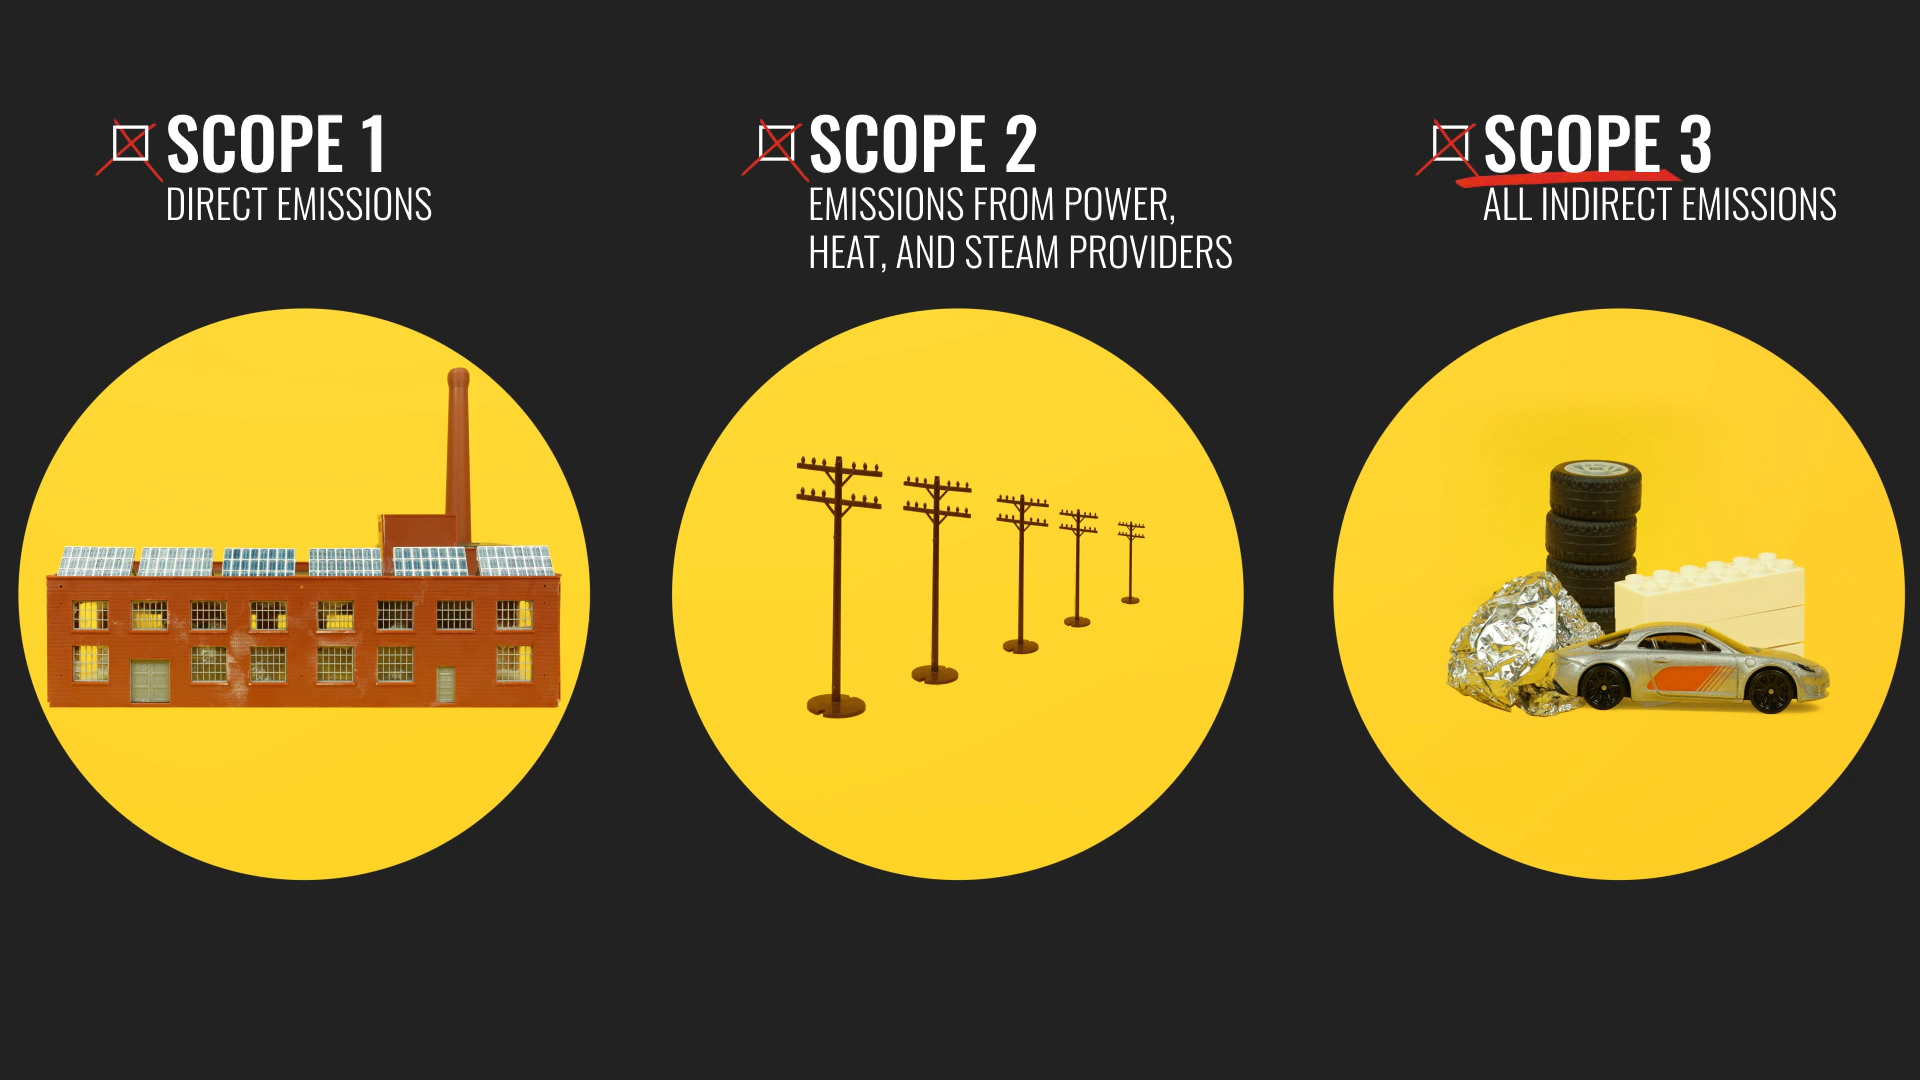 SCOPE 1
DIRECT EMISSIONS
SCOPE 2
EMISSIONS FROM POWER,
HEAT, AND STEAM PROVIDERS
SCOPE 3
ALL INDIRECT EMISSIONS